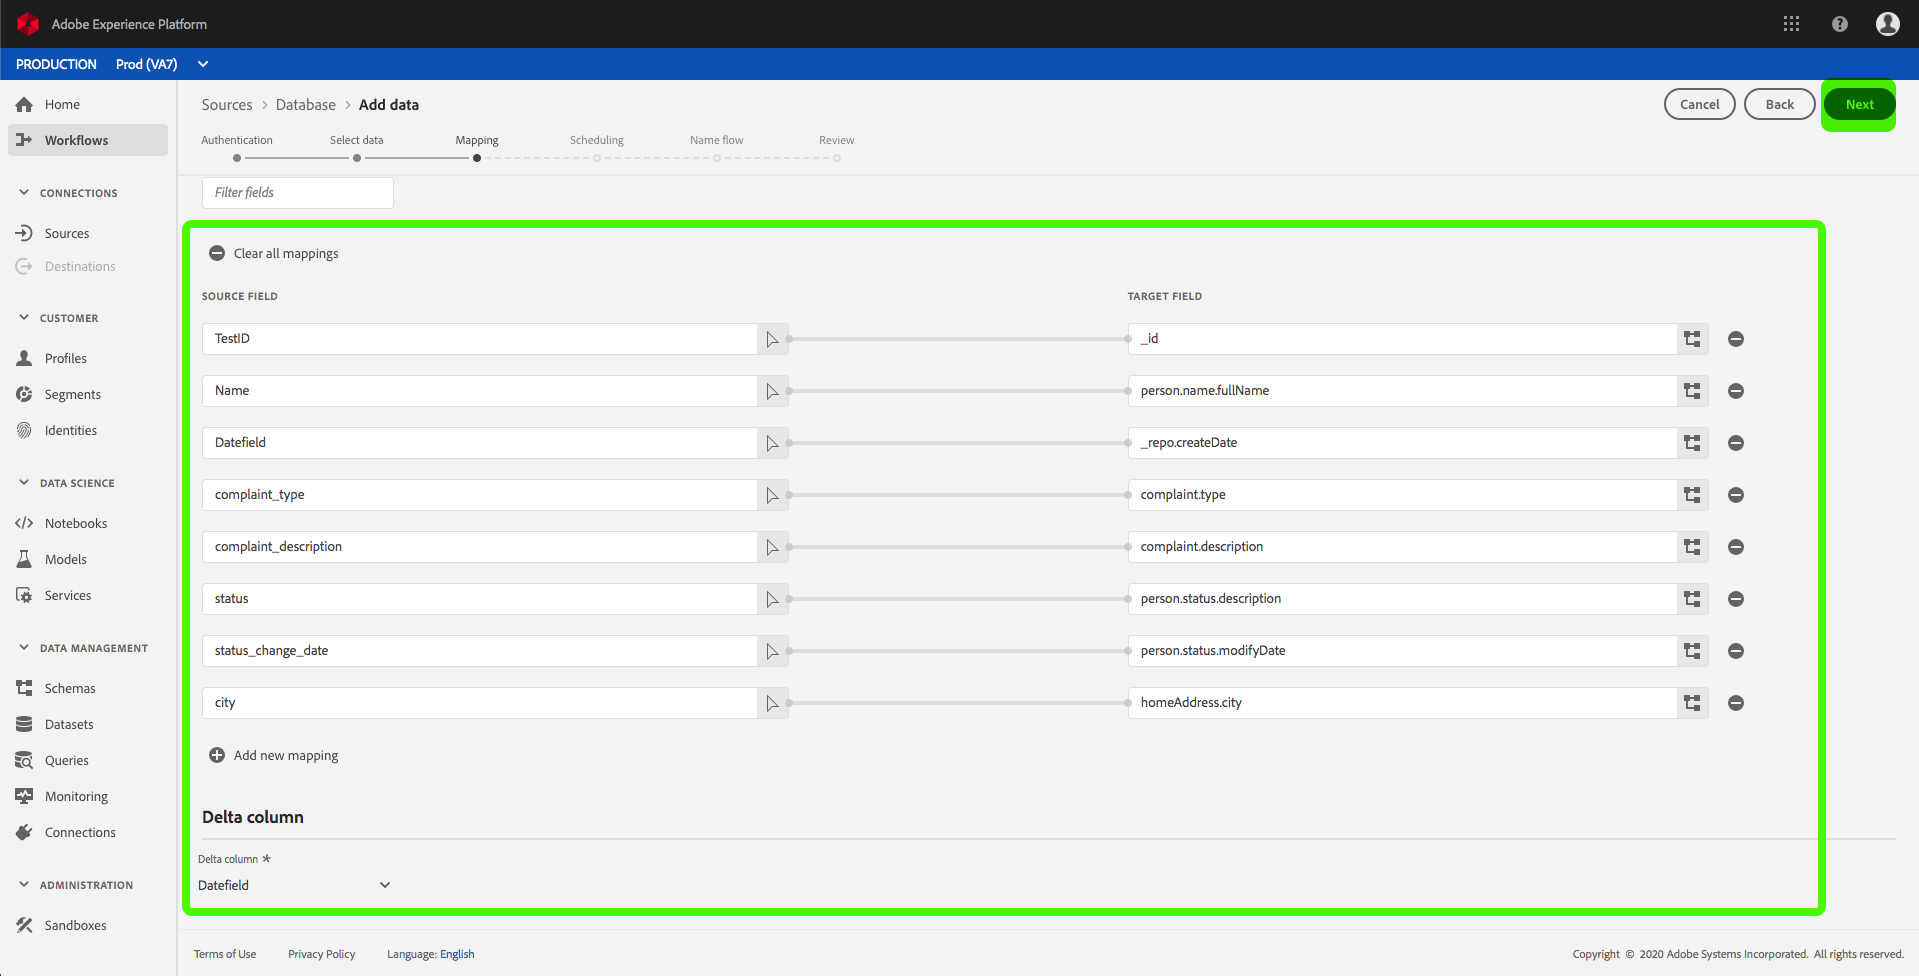 Adobe Experience Platform
PRODUCTION Prod (VA7)
Home
Workflows
CONNECTIONS
Sources
Destinations
CUSTOMER
Profiles
Segments
Identities
DATA SCIENCE
Notebooks
Models
Services
DATA MANAGEMENT
Schemas
Datasets
Queries
Monitoring
Connections
ADMINISTRATION
Sandboxes
Sources > Database > Add data
Cancel Back Next
Authentication Select data Mapping Scheduling Name flow Review
Filter fields
Clear all mappings
SOURCE FIELD TARGET FIELD
TestID _id
Name person.name.fullName
Datefield _repo.createDate
complaint_type complaint.type
complaint_description complaint.description
status person.status.description
status_change_date person.status.modifyDate
city homeAddress.city
Add new mapping
Delta column
Delta column *
Datefield
Terms of Use Privacy Policy Language: English
Copyright © 2020 Adobe Systems Incorporated. All rights reserved.